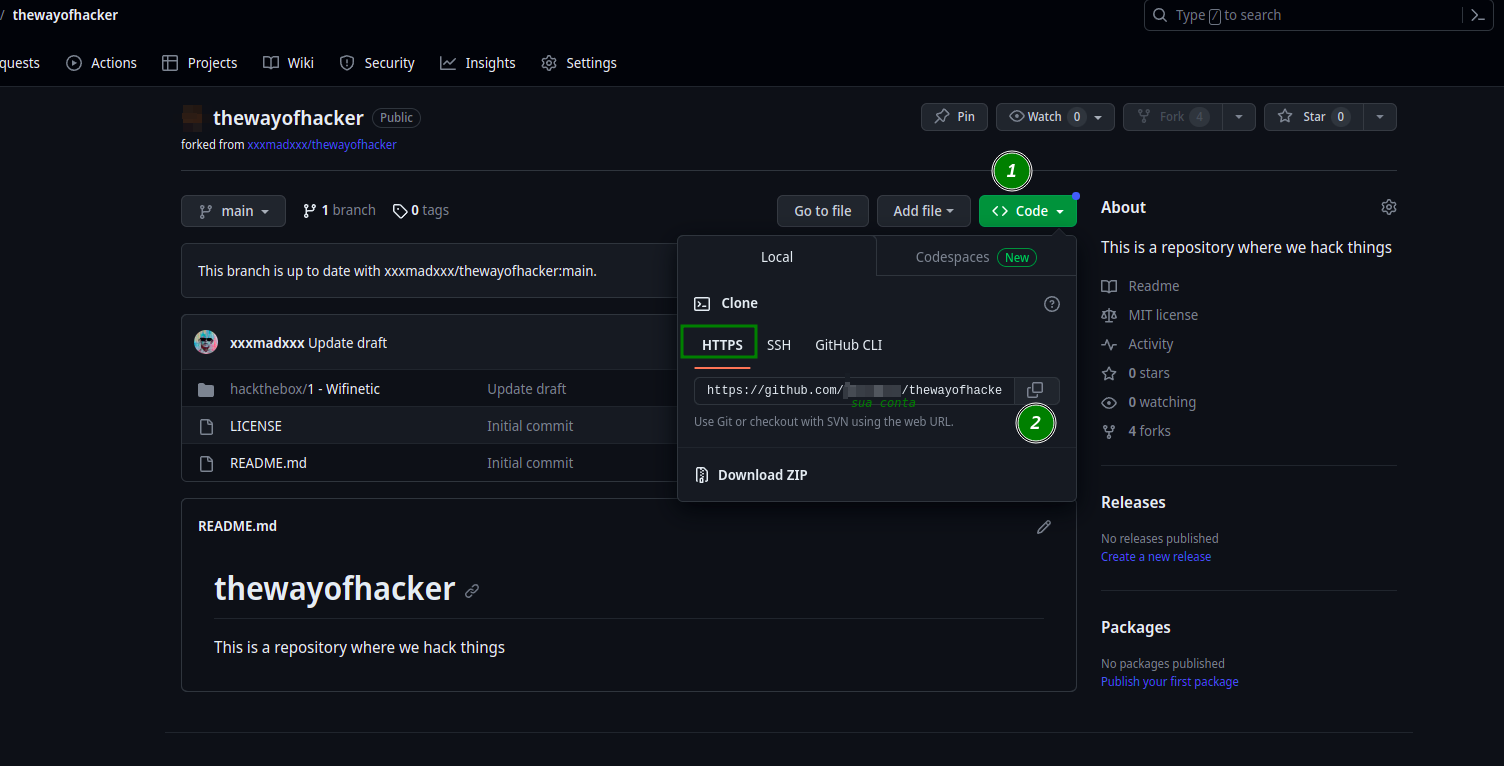 / thewayofhacker
Type / to search
quests Actions Projects Wiki Security Insights Settings
thewayofhacker Public
Pin Watch 0 Fork 4 Star 0
forked from xxxmadxxx/thewayofhacker
1
main 1 branch 0 tags Go to file Add file <> Code
About
This is a repository where we hack things
Readme
MIT license
Activity
0 stars
0 watching
4 forks
This branch is up to date with xxxmadxxx/thewayofhacker:main.
Local Codespaces New
Clone
HTTPS SSH GitHub CLI
https://github.com/ /thewayofhacke
sua conta
2
Use Git or checkout with SVN using the web URL.
Download ZIP
xxxmadxxx Update draft
hackthebox/1 - Wifinetic Update draft
LICENSE Initial commit
README.md Initial commit
README.md
thewayofhacker
This is a repository where we hack things
Releases
No releases published
Create a new release
Packages
No packages published
Publish your first package